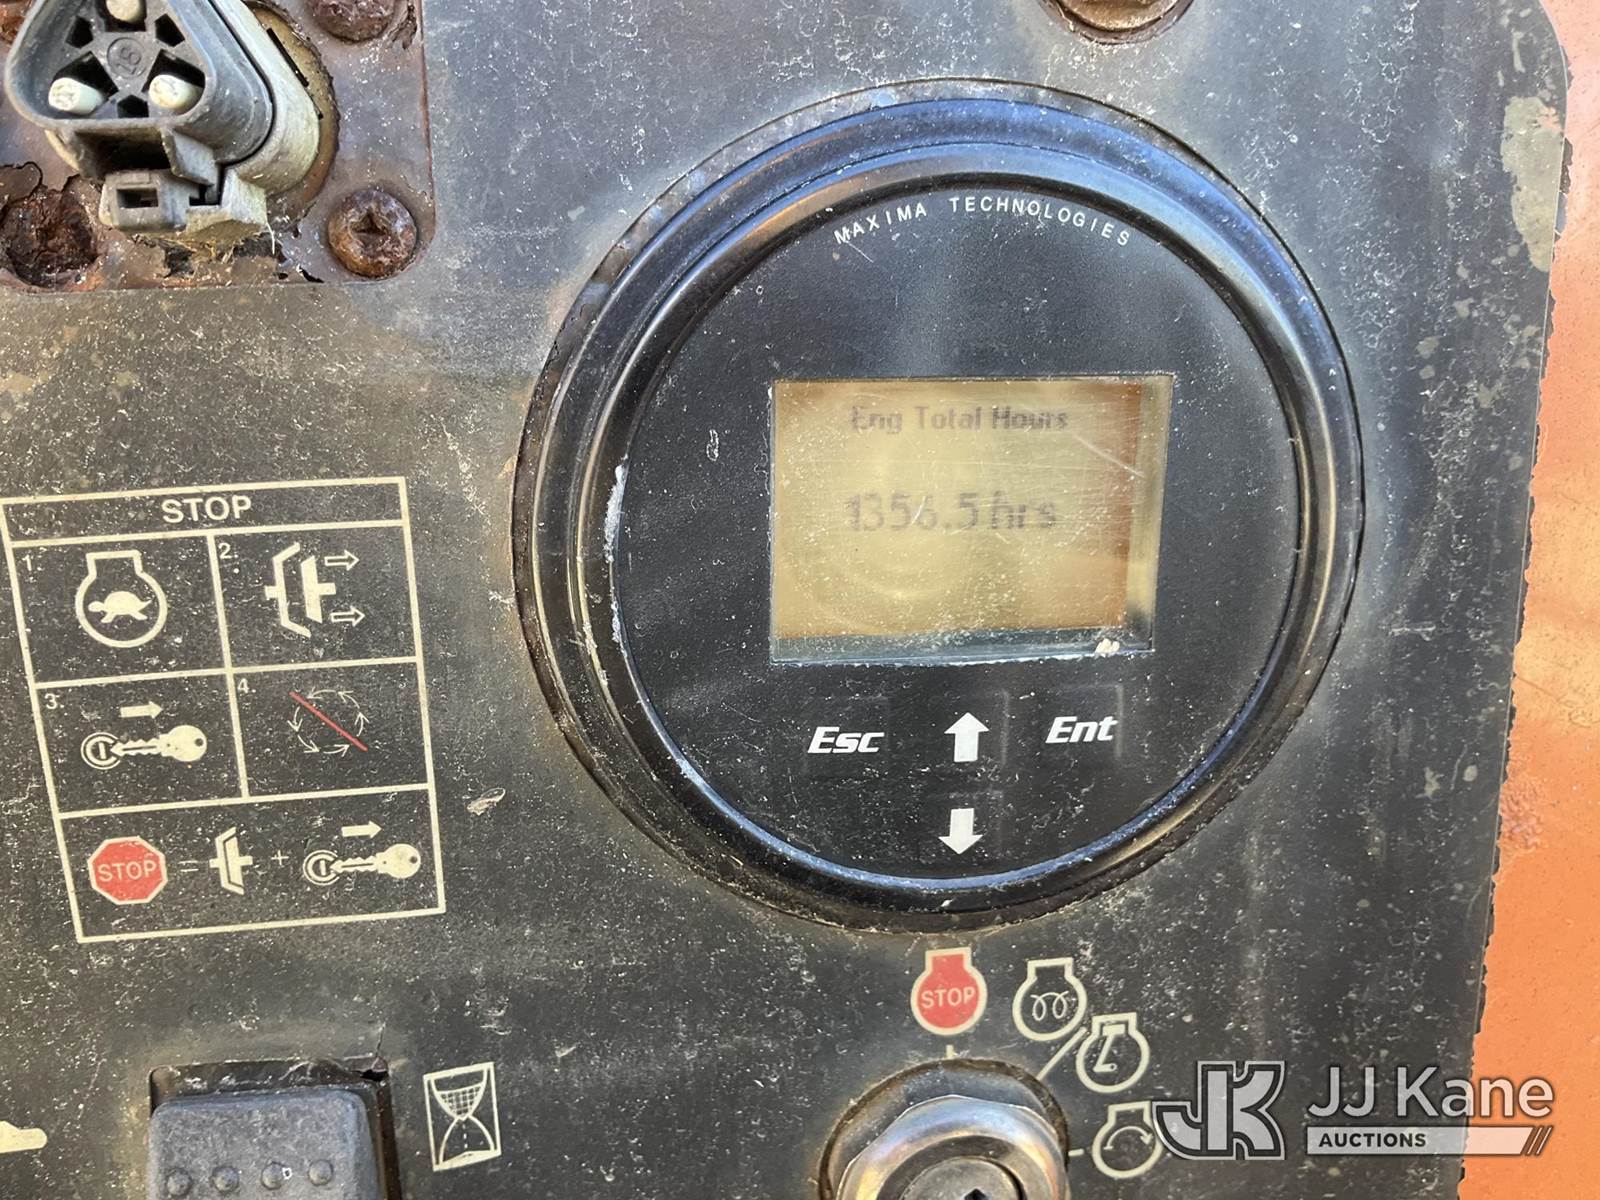 MAXIMA TECHNOLOGIES
Eng Total Hours
1356.5 hrs
Esc
Ent
STOP
1.
2.
3.
4.
STOP = +
STOP
JK JJ Kane
AUCTIONS